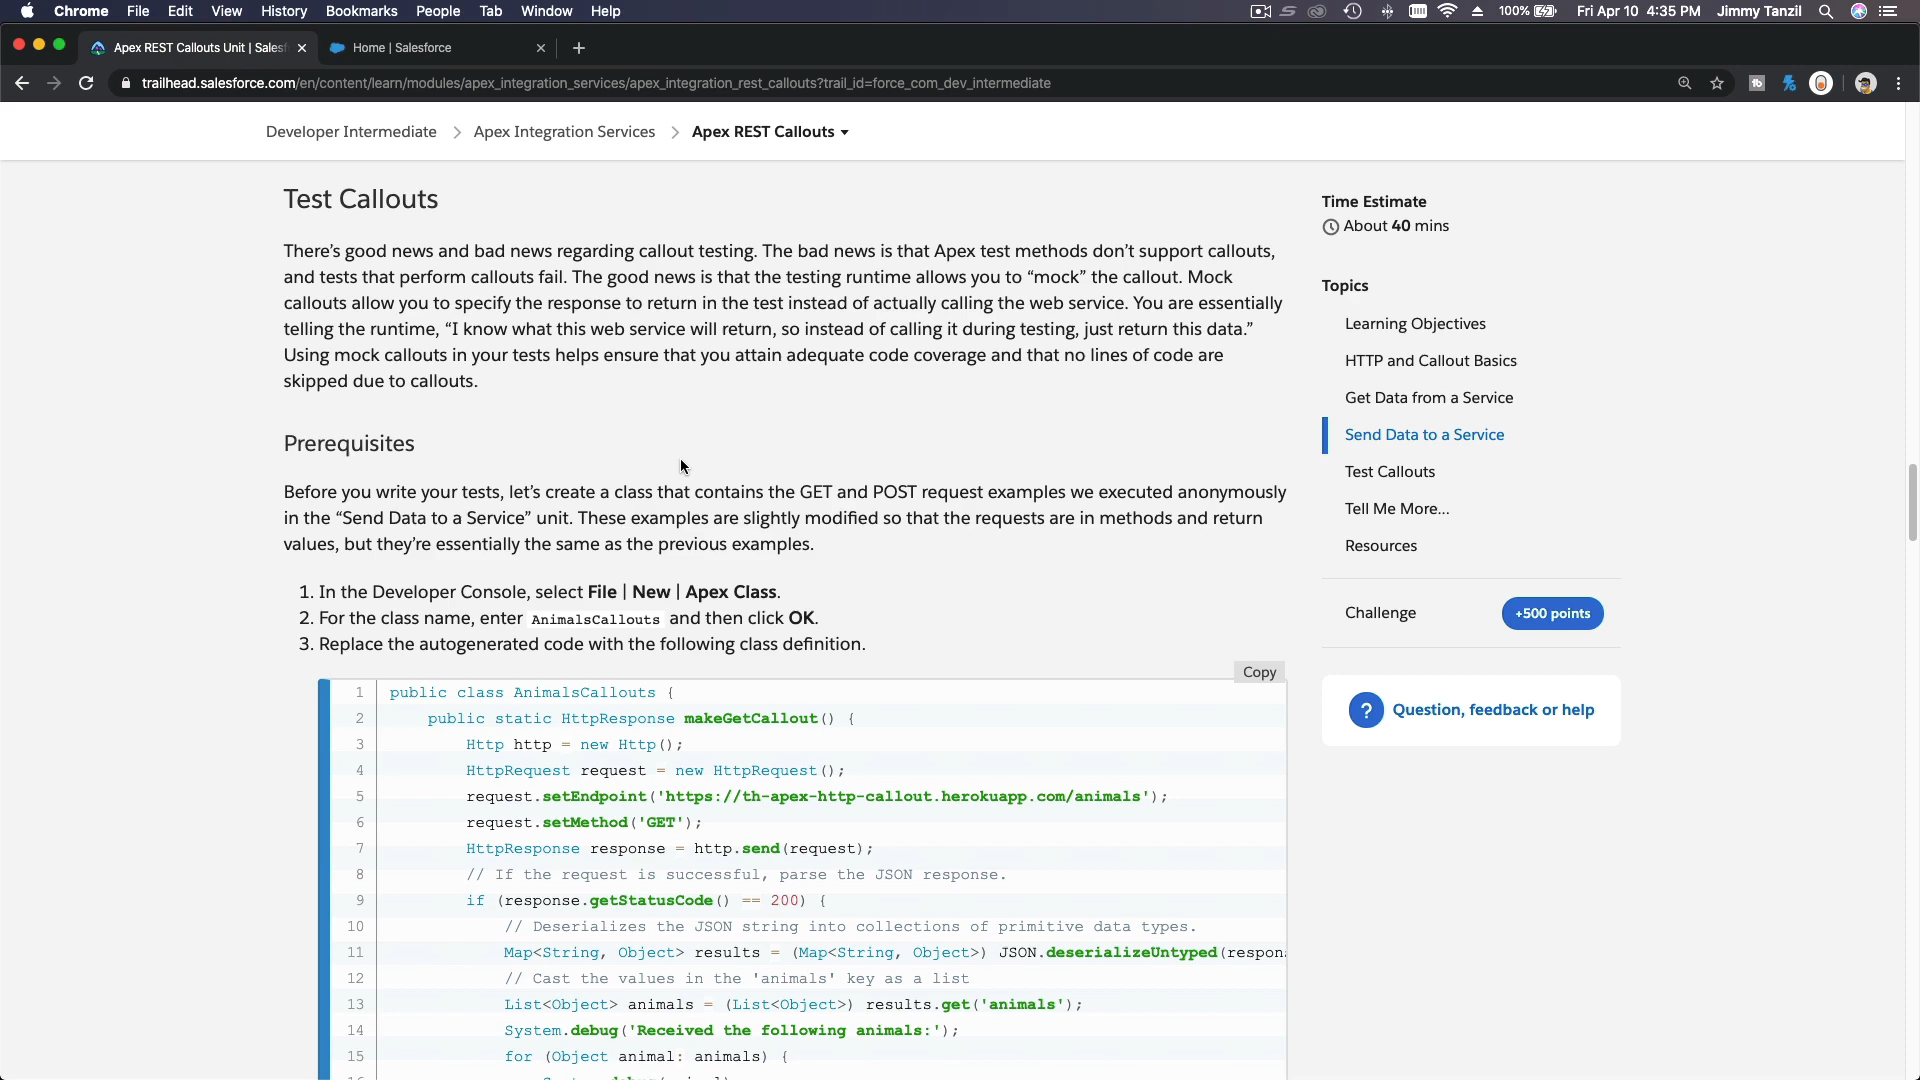 Chrome File Edit View History Bookmarks People Tab Window Help 100% Fri Apr 10 4:35 PM Jimmy Tanzil
Apex REST Callouts Unit | Salesf Home | Salesforce
trailhead.salesforce.com/en/content/learn/modules/apex_integration_services/apex_integration_rest_callouts?trail_id=force_com_dev_intermediate
Developer Intermediate > Apex Integration Services > Apex REST Callouts
Test Callouts
There’s good news and bad news regarding callout testing. The bad news is that Apex test methods don’t support callouts,
and tests that perform callouts fail. The good news is that the testing runtime allows you to “mock” the callout. Mock
callouts allow you to specify the response to return in the test instead of actually calling the web service. You are essentially
telling the runtime, “I know what this web service will return, so instead of calling it during testing, just return this data.”
Using mock callouts in your tests helps ensure that you attain adequate code coverage and that no lines of code are
skipped due to callouts.
Prerequisites
Before you write your tests, let’s create a class that contains the GET and POST request examples we executed anonymously
in the “Send Data to a Service” unit. These examples are slightly modified so that the requests are in methods and return
values, but they’re essentially the same as the previous examples.
1. In the Developer Console, select File | New | Apex Class.
2. For the class name, enter AnimalsCallouts and then click OK.
3. Replace the autogenerated code with the following class definition.
Copy
1 public class AnimalsCallouts {
2 public static HttpResponse makeGetCallout() {
3 Http http = new Http();
4 HttpRequest request = new HttpRequest();
5 request.setEndpoint('https://th-apex-http-callout.herokuapp.com/animals');
6 request.setMethod('GET');
7 HttpResponse response = http.send(request);
8 // If the request is successful, parse the JSON response.
9 if (response.getStatusCode() == 200) {
10 // Deserializes the JSON string into collections of primitive data types.
11 Map<String, Object> results = (Map<String, Object>) JSON.deserializeUntyped(respon
12 // Cast the values in the 'animals' key as a list
13 List<Object> animals = (List<Object>) results.get('animals');
14 System.debug('Received the following animals:');
15 for (Object animal: animals) {
Time Estimate
About 40 mins
Topics
Learning Objectives
HTTP and Callout Basics
Get Data from a Service
Send Data to a Service
Test Callouts
Tell Me More...
Resources
Challenge +500 points
? Question, feedback or help